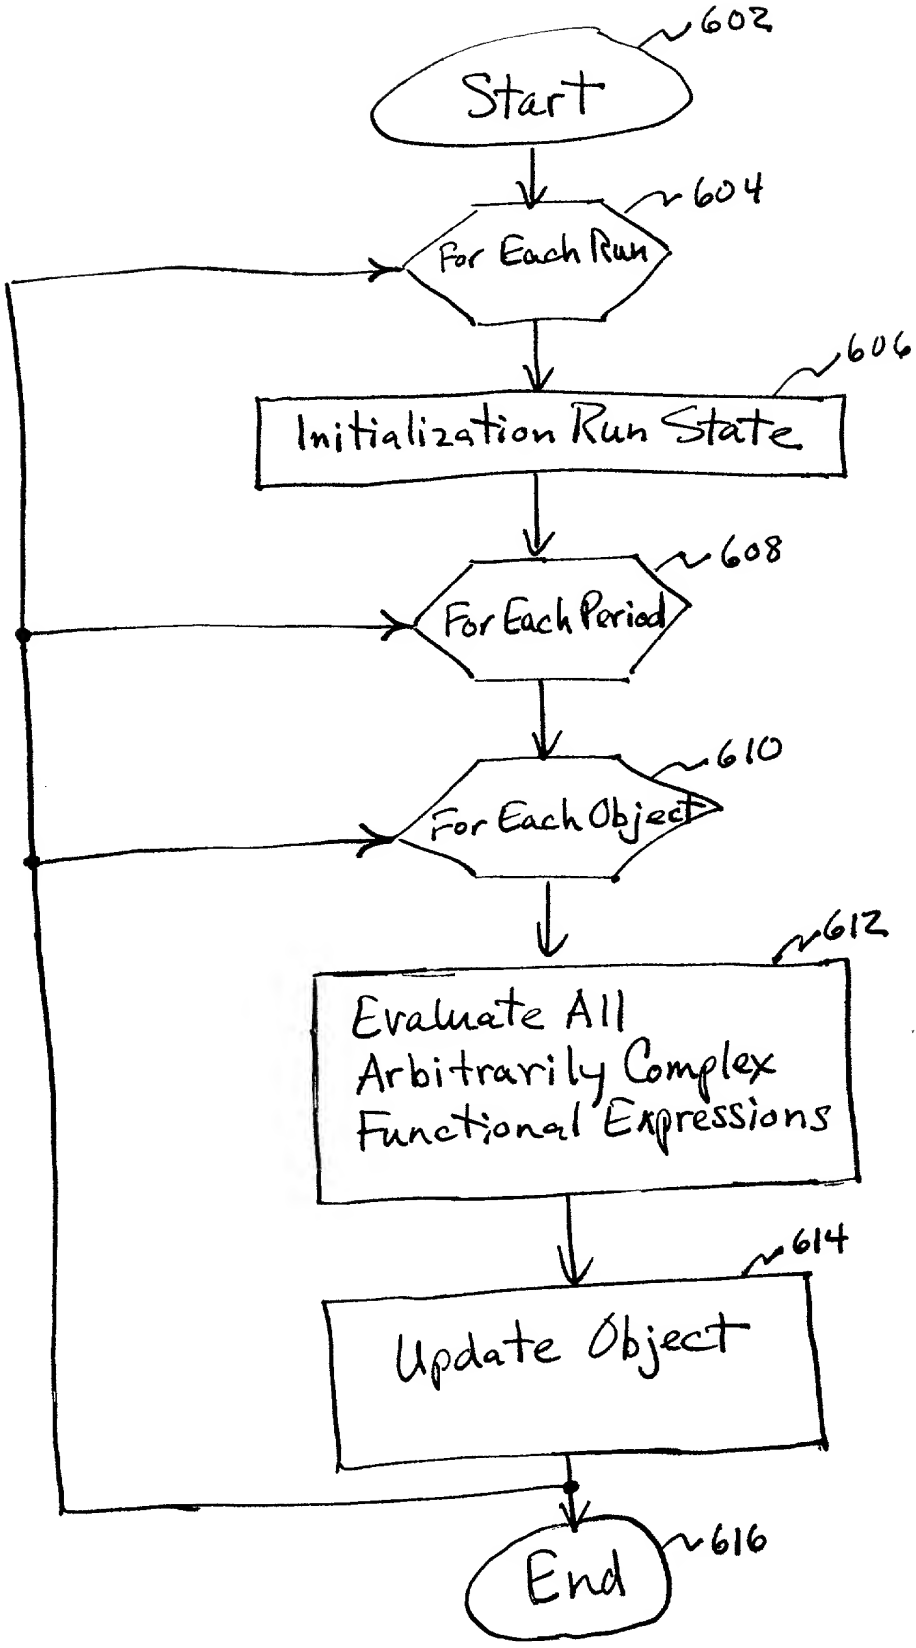 602
Start
604
For Each Run
606
Initialization Run State
608
For Each Period
610
For Each Object
612
Evaluate All
Arbitrarily Complex
Functional Expressions
614
Update Object
616
End